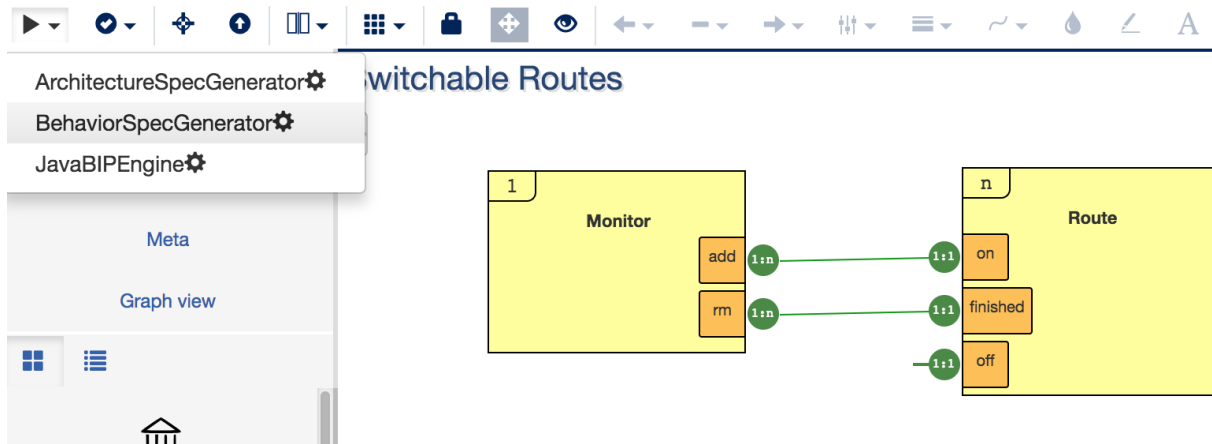 A
ArchitectureSpecGenerator
BehaviorSpecGenerator
JavaBIPEngine
witchable Routes
Meta
Graph view
1
Monitor
add
1:n
rm
1:n
n
Route
1:1
on
1:1
finished
1:1
off